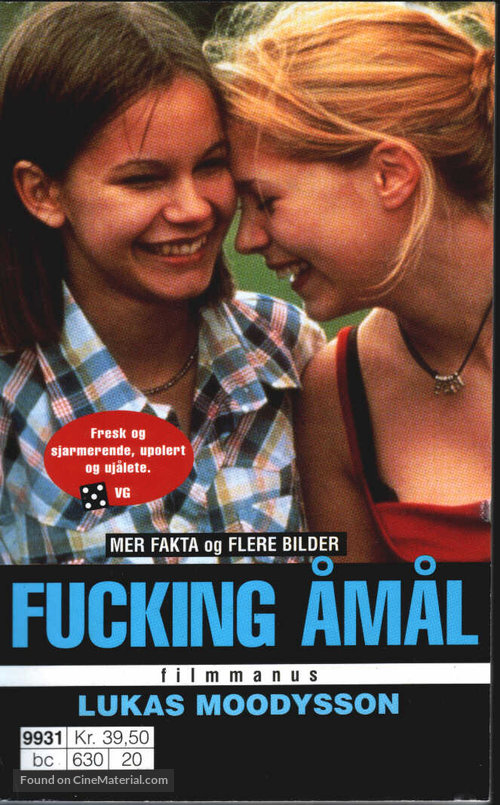 Fresk og
sjarmerende, upolert
og ujålete.
VG
MER FAKTA og FLERE BILDER
FUCKING ÅMÅL
filmmanus
LUKAS MOODYSSON
9931 Kr. 39,50
bc 630 20
Found on CineMaterial.com